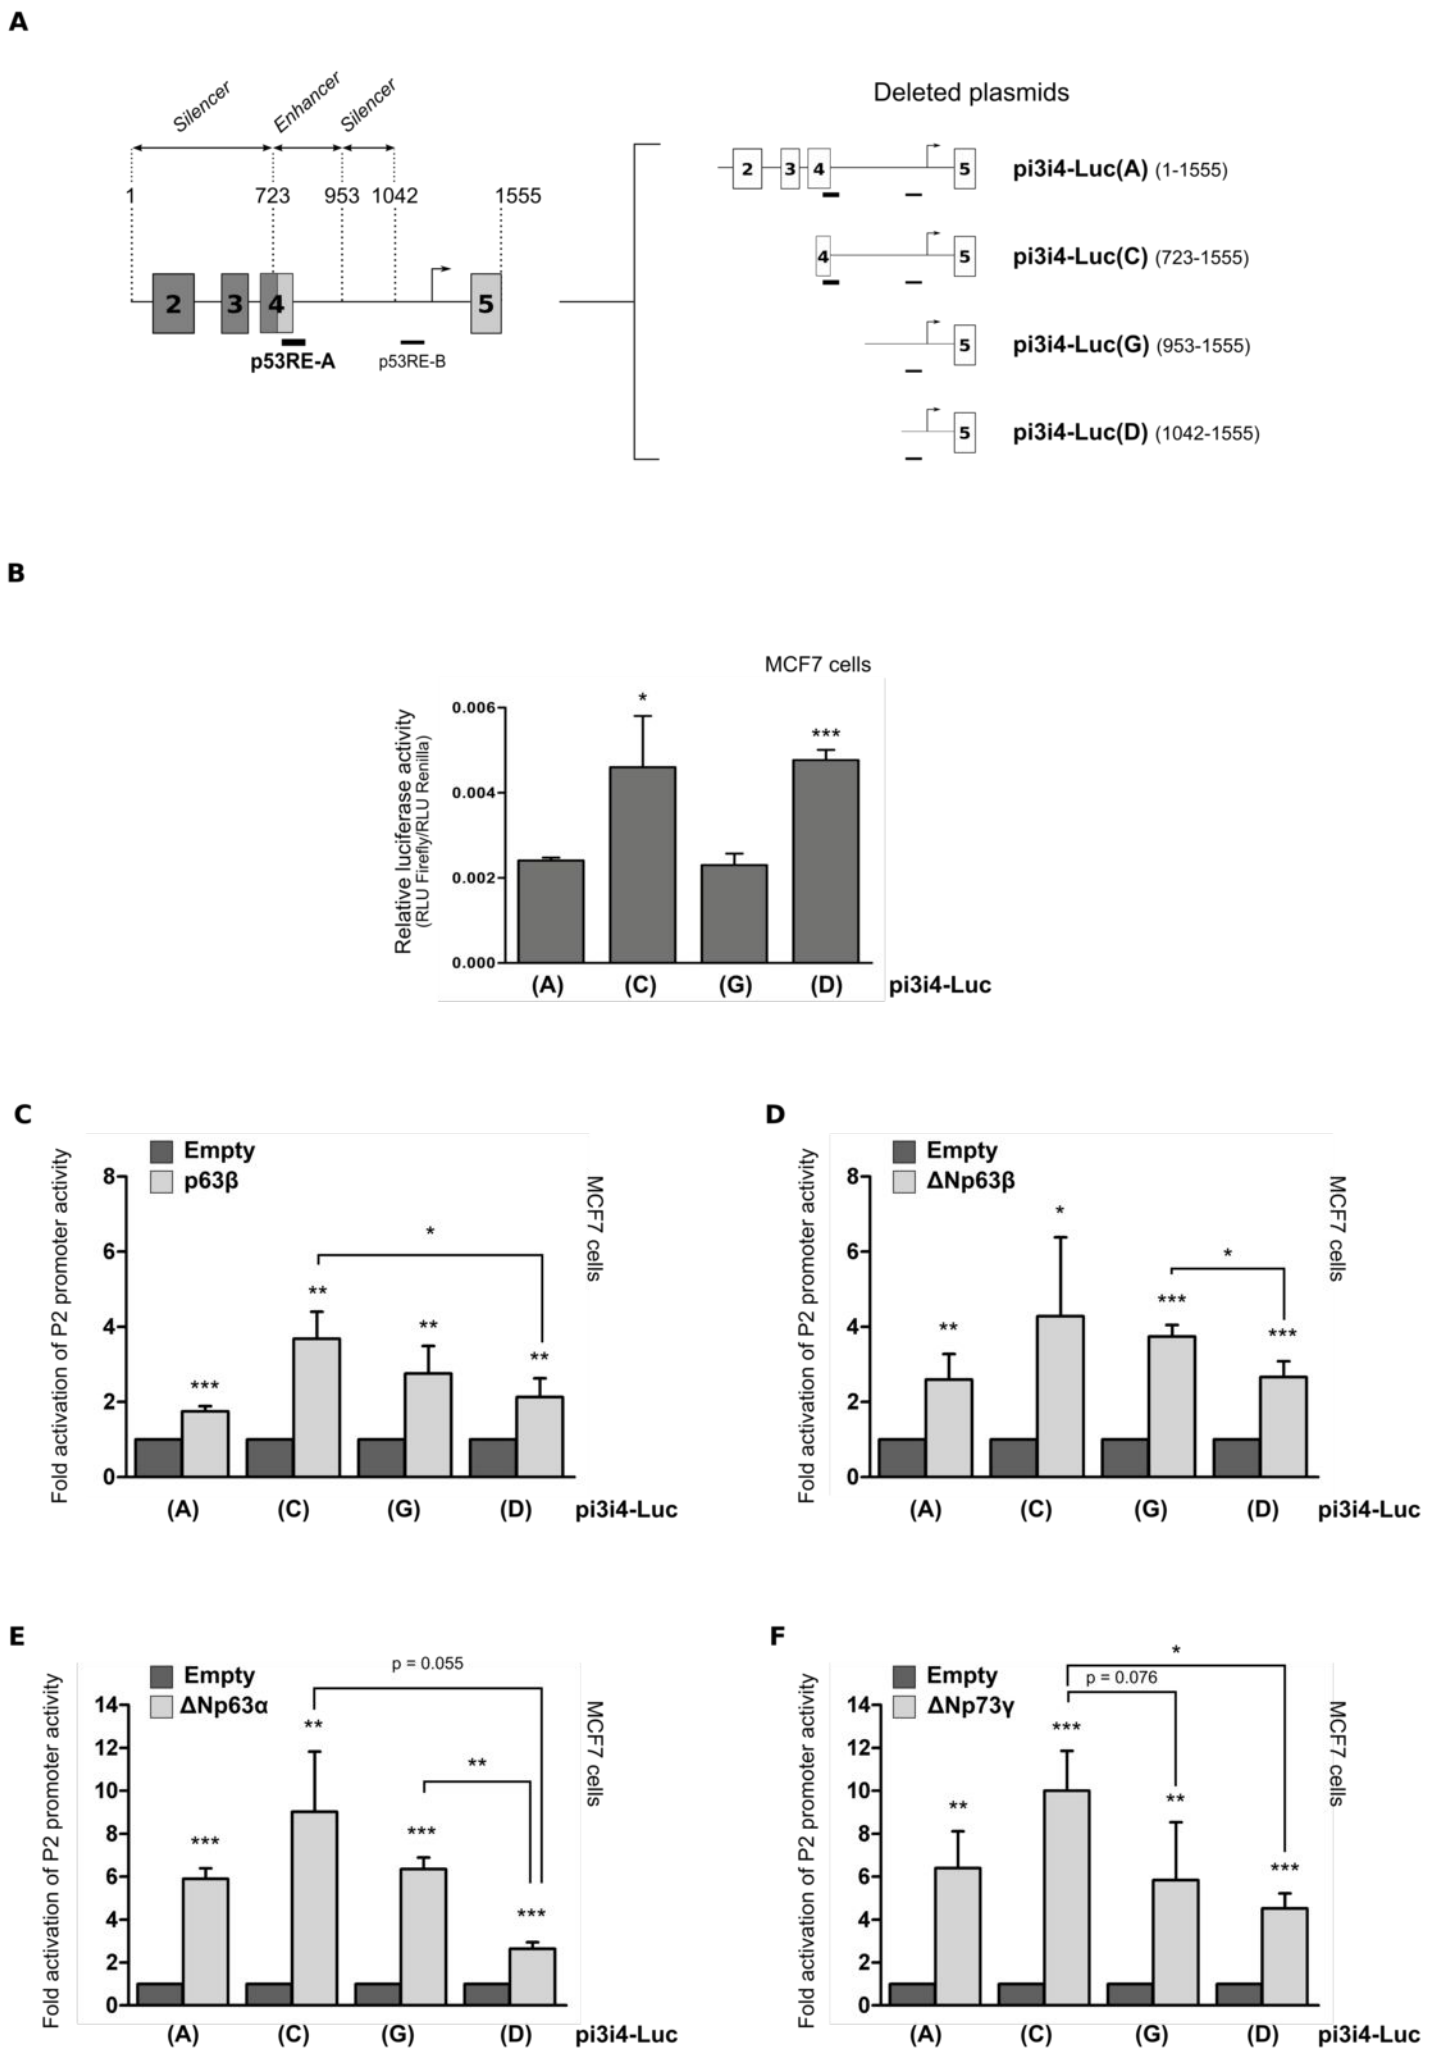 A
Silencer
Enhancer
Silencer
1
723
953
1042
1555
2
3
4
5
p53RE-A
p53RE-B
Deleted plasmids
2 3 4 5 pi3i4-Luc(A) (1-1555)
4 5 pi3i4-Luc(C) (723-1555)
5 pi3i4-Luc(G) (953-1555)
5 pi3i4-Luc(D) (1042-1555)
B
MCF7 cells
Relative luciferase activity
(RLU Firefly/RLU Renilla)
0.006
0.004
0.002
0.000
*
***
(A) (C) (G) (D) pi3i4-Luc
C
Empty
p63β
Fold activation of P2 promoter activity
MCF7 cells
8
6
4
2
0
***
**
**
**
*
(A) (C) (G) (D) pi3i4-Luc
D
Empty
ΔNp63β
Fold activation of P2 promoter activity
MCF7 cells
8
6
4
2
0
**
*
***
***
*
(A) (C) (G) (D) pi3i4-Luc
E
Empty
ΔNp63α
Fold activation of P2 promoter activity
MCF7 cells
14
12
10
8
6
4
2
0
p = 0.055
***
**
***
**
***
(A) (C) (G) (D) pi3i4-Luc
F
Empty
ΔNp73γ
Fold activation of P2 promoter activity
MCF7 cells
14
12
10
8
6
4
2
0
*
p = 0.076
**
***
**
***
(A) (C) (G) (D) pi3i4-Luc